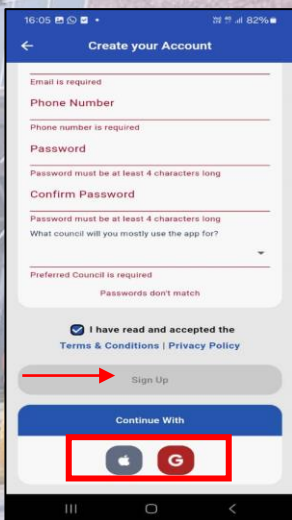 16:05
82%
Create your Account
Email is required
Phone Number
Phone number is required
Password
Password must be at least 4 characters long
Confirm Password
Password must be at least 4 characters long
What council will you mostly use the app for?
Preferred Council is required
Passwords don't match
I have read and accepted the
Terms & Conditions | Privacy Policy
Sign Up
Continue With
G